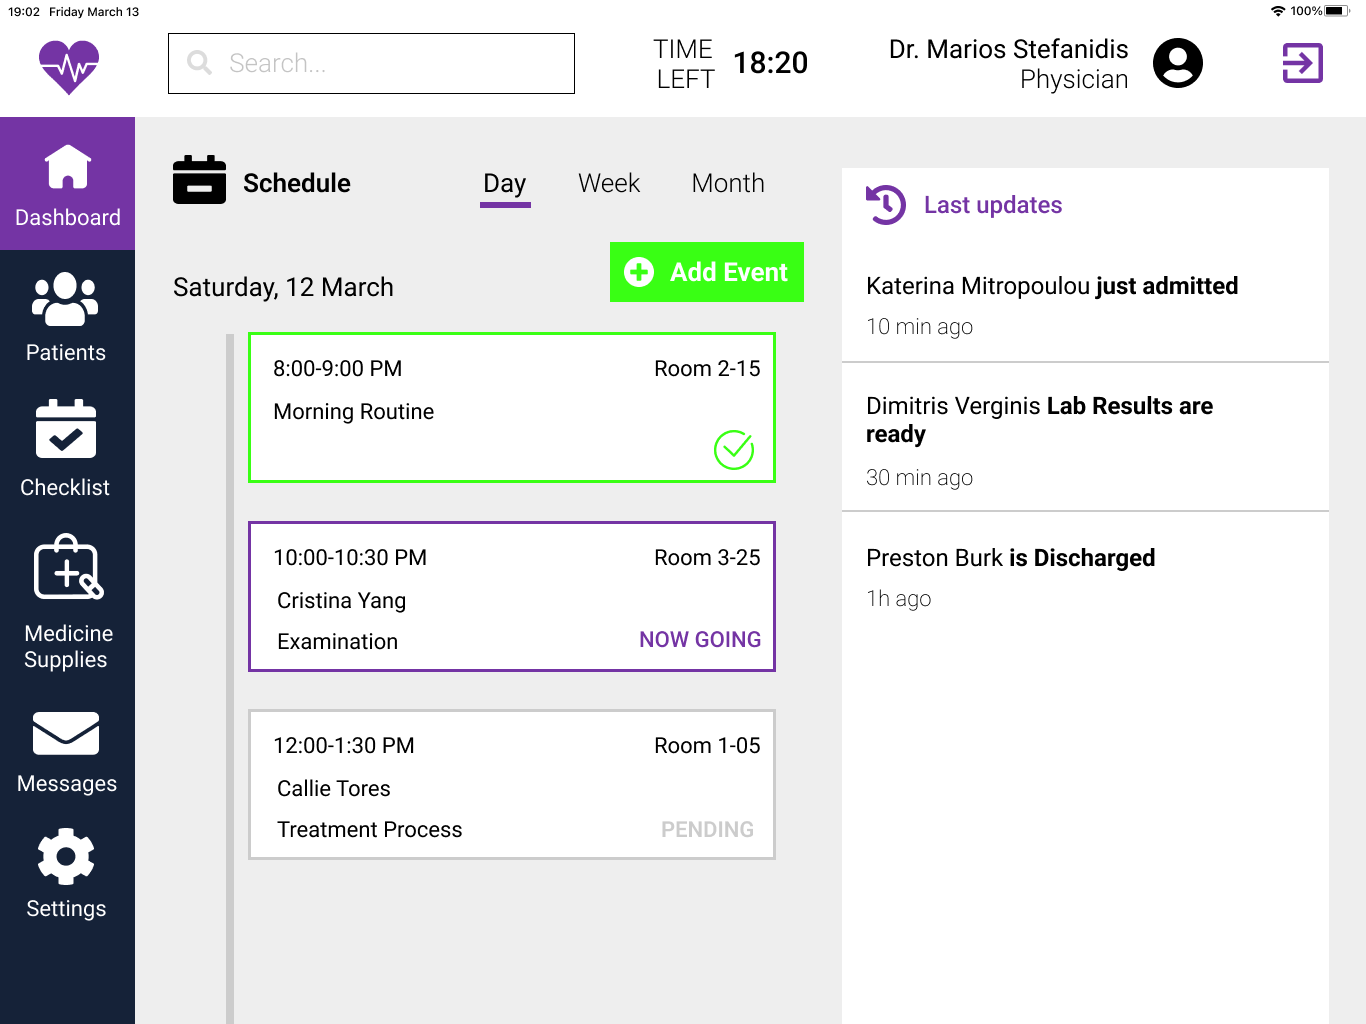 19:02 Friday March 13
100%
Search...
TIME
LEFT
18:20
Dr. Marios Stefanidis
Physician
Dashboard
Patients
Checklist
Medicine
Supplies
Messages
Settings
Schedule
Day
Week
Month
Saturday, 12 March
Add Event
8:00-9:00 PM
Room 2-15
Morning Routine
10:00-10:30 PM
Room 3-25
Cristina Yang
Examination
NOW GOING
12:00-1:30 PM
Room 1-05
Callie Tores
Treatment Process
PENDING
Last updates
Katerina Mitropoulou just admitted
10 min ago
Dimitris Verginis Lab Results are
ready
30 min ago
Preston Burk is Discharged
1h ago